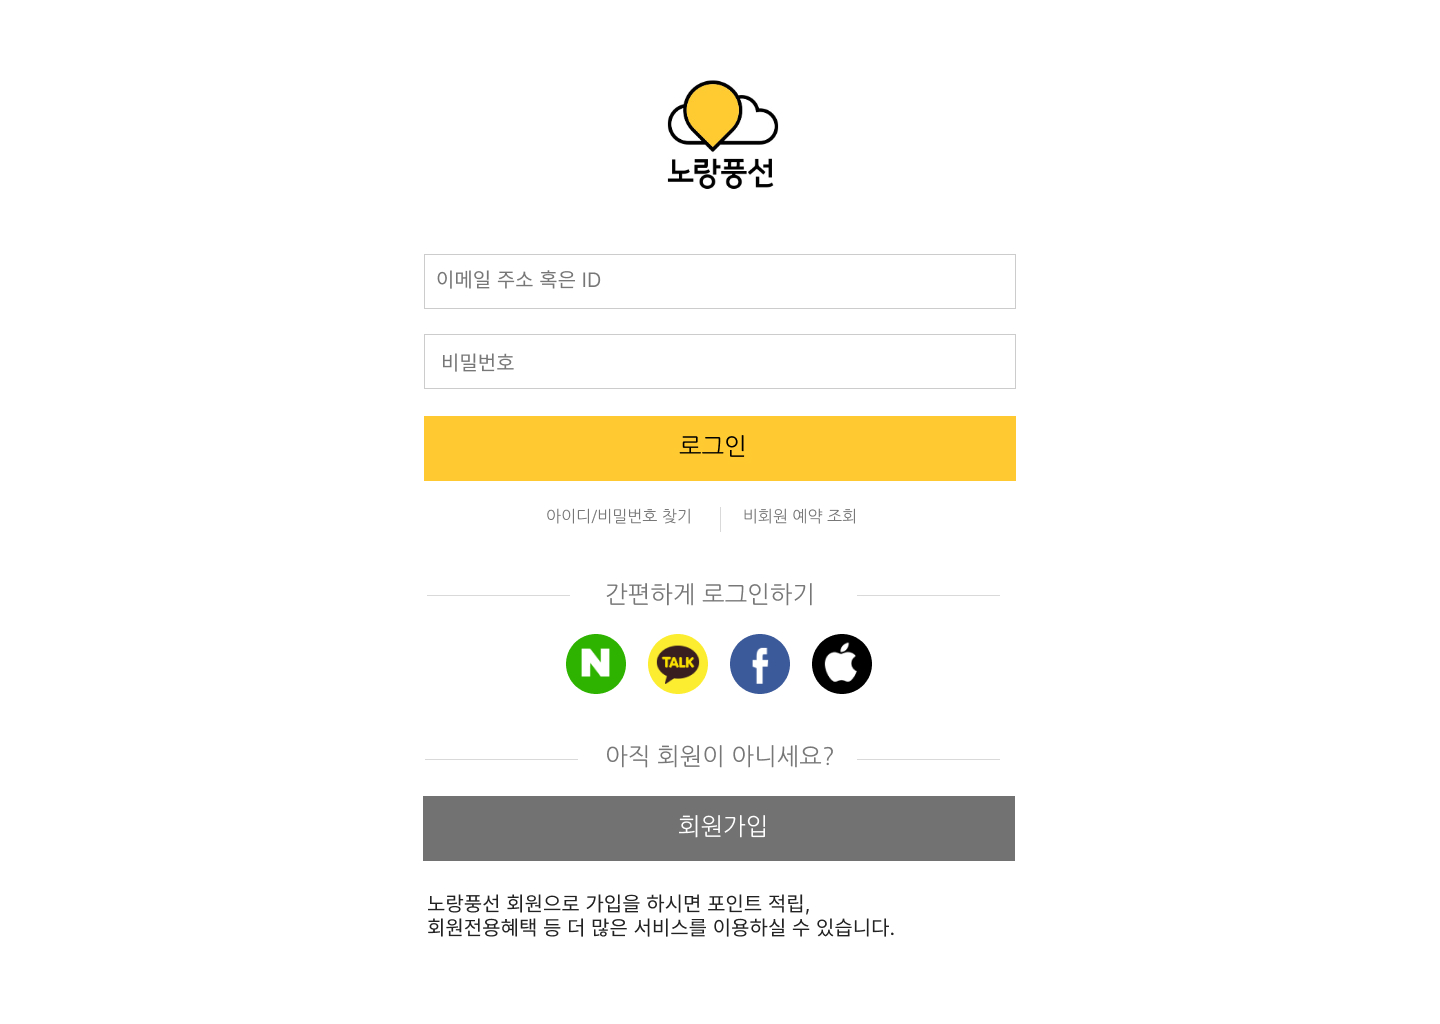 노랑풍선
이메일 주소 혹은 ID
비밀번호
로그인
아이디/비밀번호 찾기
비회원 예약 조회
간편하게 로그인하기
N
TALK
f
아직 회원이 아니세요?
회원가입
노랑풍선 회원으로 가입을 하시면 포인트 적립,
회원전용혜택 등 더 많은 서비스를 이용하실 수 있습니다.